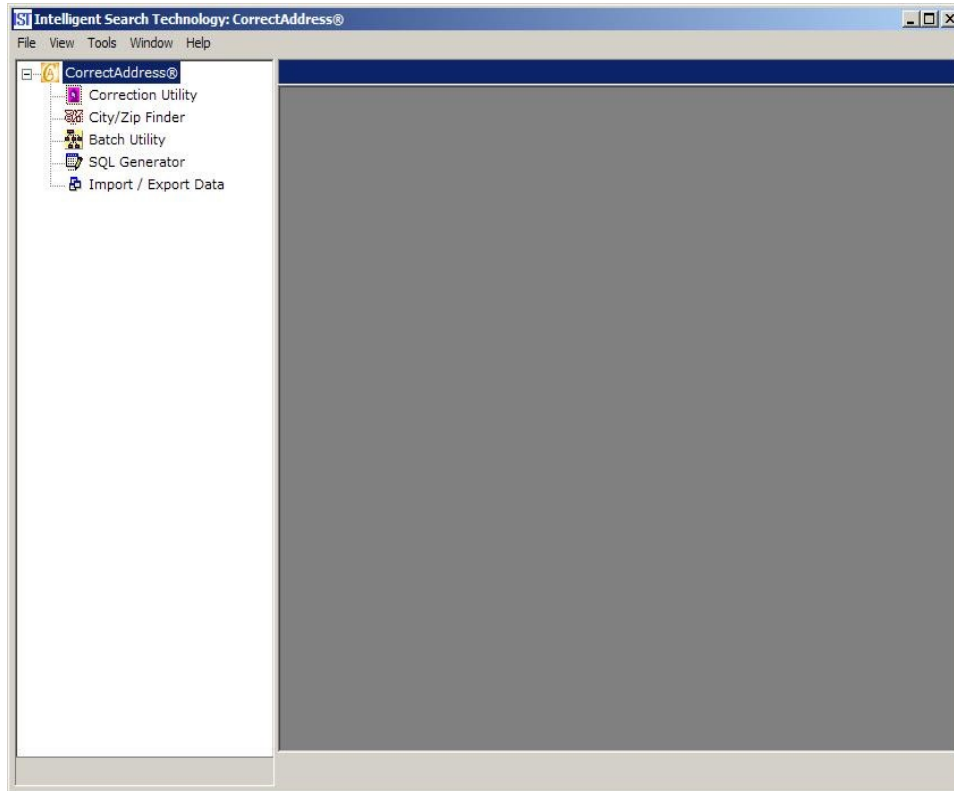 IST Intelligent Search Technology: CorrectAddress®
File View Tools Window Help
CorrectAddress®
Correction Utility
City/Zip Finder
Batch Utility
SQL Generator
Import / Export Data